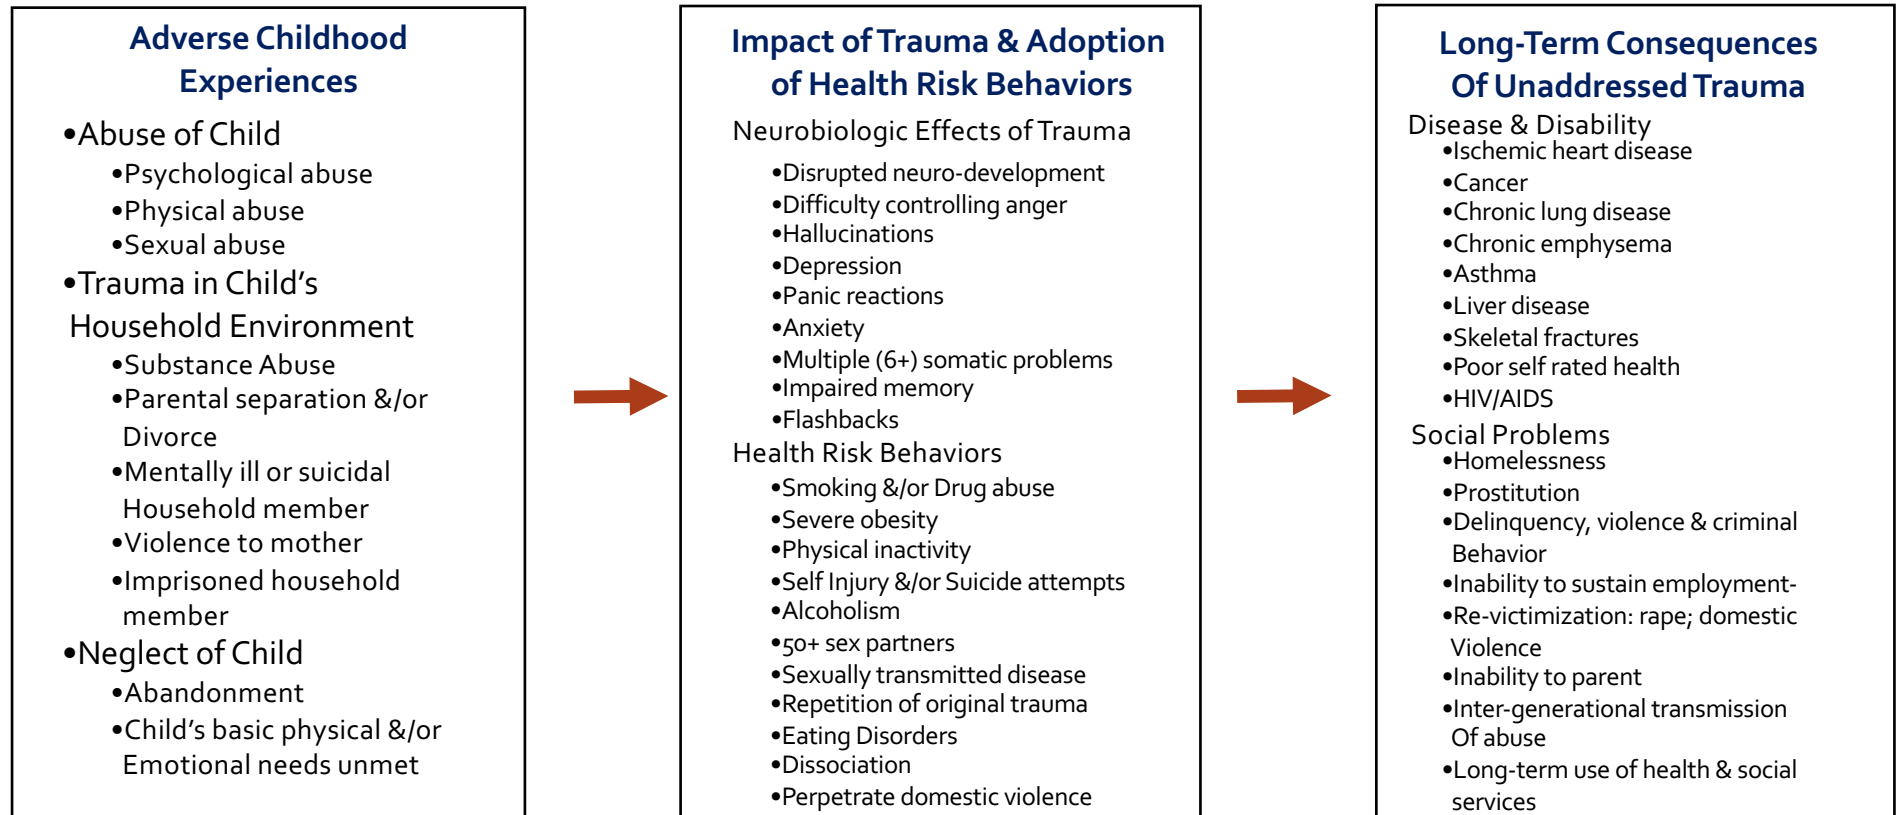 Adverse Childhood
Experiences
•Abuse of Child
•Psychological abuse
•Physical abuse
•Sexual abuse
•Trauma in Child’s
Household Environment
•Substance Abuse
•Parental separation &/or
Divorce
•Mentally ill or suicidal
Household member
•Violence to mother
•Imprisoned household
member
•Neglect of Child
•Abandonment
•Child’s basic physical &/or
Emotional needs unmet
Impact of Trauma & Adoption
of Health Risk Behaviors
Neurobiologic Effects of Trauma
•Disrupted neuro-development
•Difficulty controlling anger
•Hallucinations
•Depression
•Panic reactions
•Anxiety
•Multiple (6+) somatic problems
•Impaired memory
•Flashbacks
Health Risk Behaviors
•Smoking &/or Drug abuse
•Severe obesity
•Physical inactivity
•Self Injury &/or Suicide attempts
•Alcoholism
•50+ sex partners
•Sexually transmitted disease
•Repetition of original trauma
•Eating Disorders
•Dissociation
•Perpetrate domestic violence
Long-Term Consequences
Of Unaddressed Trauma
Disease & Disability
•Ischemic heart disease
•Cancer
•Chronic lung disease
•Chronic emphysema
•Asthma
•Liver disease
•Skeletal fractures
•Poor self rated health
•HIV/AIDS
Social Problems
•Homelessness
•Prostitution
•Delinquency, violence & criminal
Behavior
•Inability to sustain employment-
•Re-victimization: rape; domestic
Violence
•Inability to parent
•Inter-generational transmission
Of abuse
•Long-term use of health & social
services